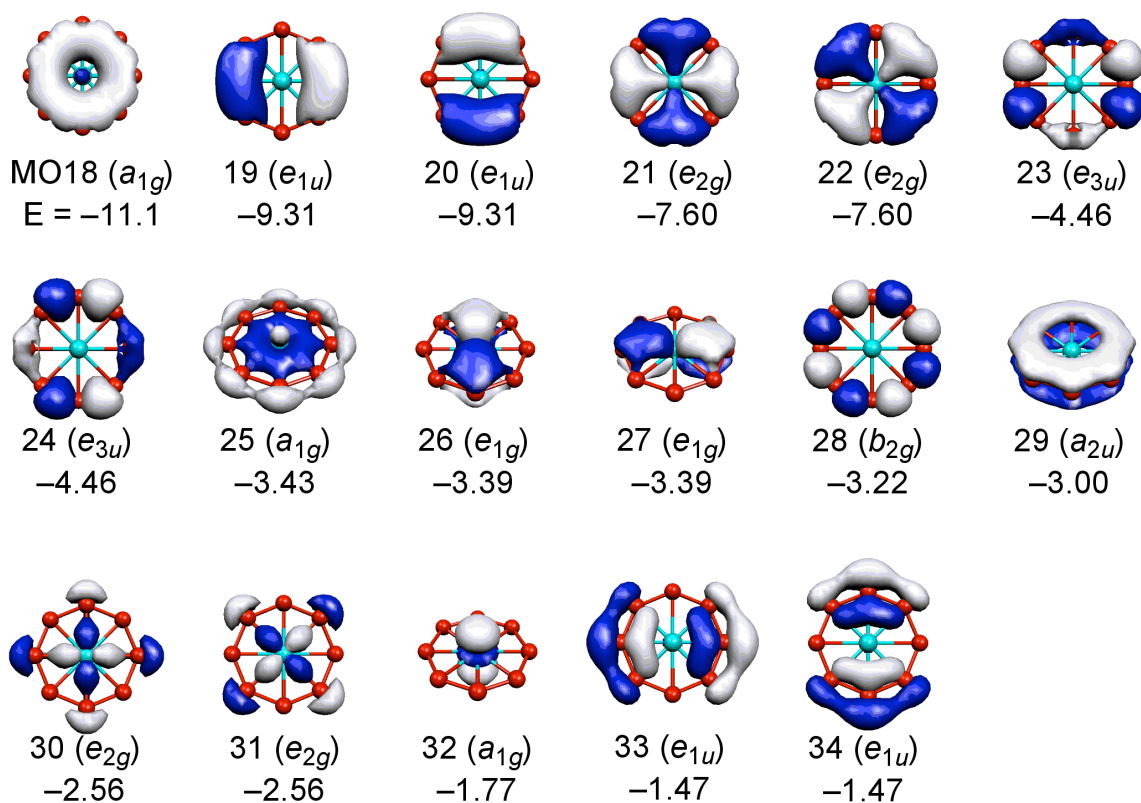 MO18 (a1g) 19 (e1u) 20 (e1u) 21 (e2g) 22 (e2g) 23 (e3u)
E = –11.1 –9.31 –9.31 –7.60 –7.60 –4.46
24 (e3u) 25 (a1g) 26 (e1g) 27 (e1g) 28 (b2g) 29 (a2u)
–4.46 –3.43 –3.39 –3.39 –3.22 –3.00
30 (e2g) 31 (e2g) 32 (a1g) 33 (e1u) 34 (e1u)
–2.56 –2.56 –1.77 –1.47 –1.47